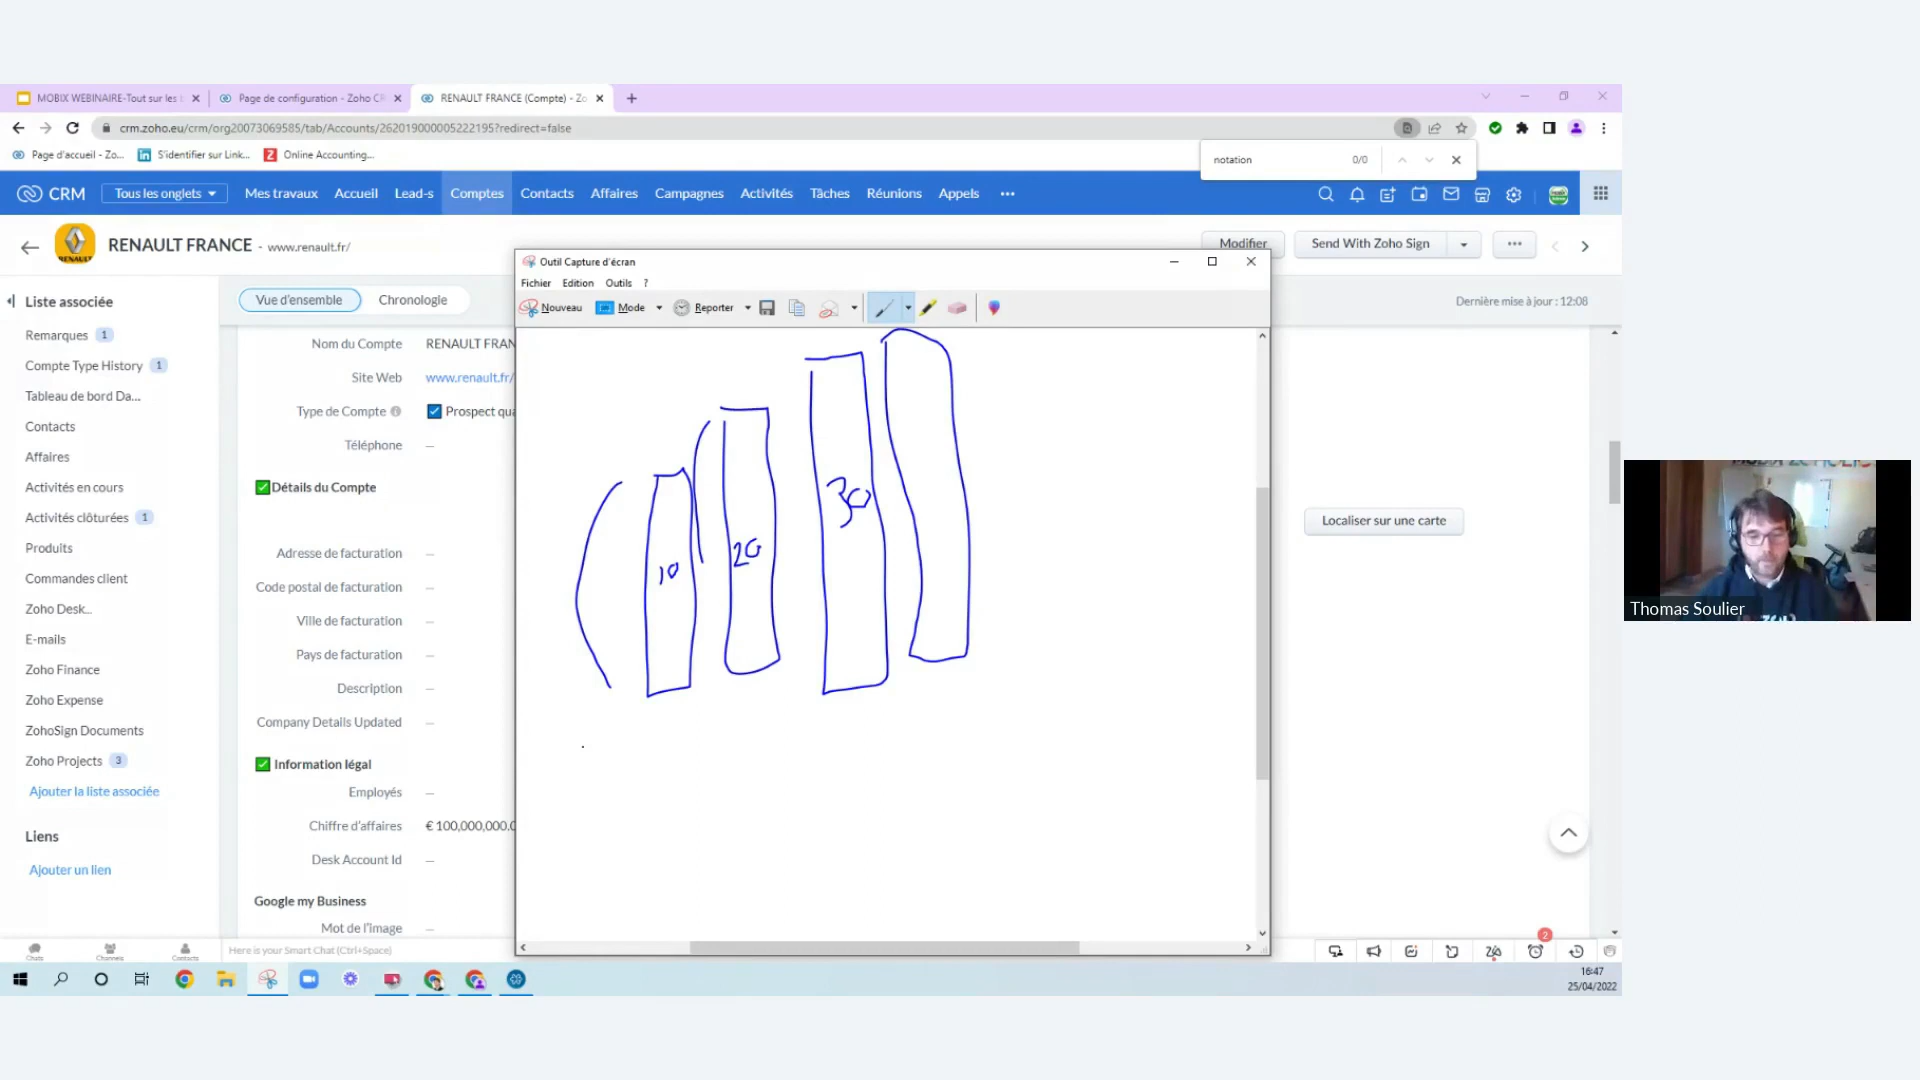 MOBIX WEBINAIRE-Tout sur les
Page de configuration - Zoho CR
RENAULT FRANCE (Compte) - Zo
crm.zoho.eu/crm/org20073069585/tab/Accounts/262019000005222195?redirect=false
Page d'accueil - Zo...
S'identifier sur Link...
Online Accounting...
notation
0/0
CRM
Tous les onglets
Mes travaux
Accueil
Lead-s
Comptes
Contacts
Affaires
Campagnes
Activités
Tâches
Réunions
Appels
RENAULT FRANCE - www.renault.fr/
Modifier
Send With Zoho Sign
Liste associée
Remarques 1
Compte Type History 1
Tableau de bord Da...
Contacts
Affaires
Activités en cours
Activités clôturées 1
Produits
Commandes client
Zoho Desk...
E-mails
Zoho Finance
Zoho Expense
ZohoSign Documents
Zoho Projects 3
Ajouter la liste associée
Liens
Ajouter un lien
Vue d'ensemble
Chronologie
Dernière mise à jour : 12:08
Nom du Compte RENAULT FRAN
Site Web www.renault.fr/
Type de Compte Prospect qua
Téléphone —
Détails du Compte
Adresse de facturation —
Code postal de facturation —
Ville de facturation —
Pays de facturation —
Description —
Company Details Updated —
Information légal
Employés —
Chiffre d'affaires € 100,000,000.0
Desk Account Id —
Google my Business
Mot de l'image —
Localiser sur une carte
Outil Capture d'écran
Fichier Edition Outils ?
Nouveau Mode Reporter
10
20
30
Chats
Channels
Contacts
Here is your Smart Chat (Ctrl+Space)
2
16:47
25/04/2022
RENAULT
Thomas Soulier